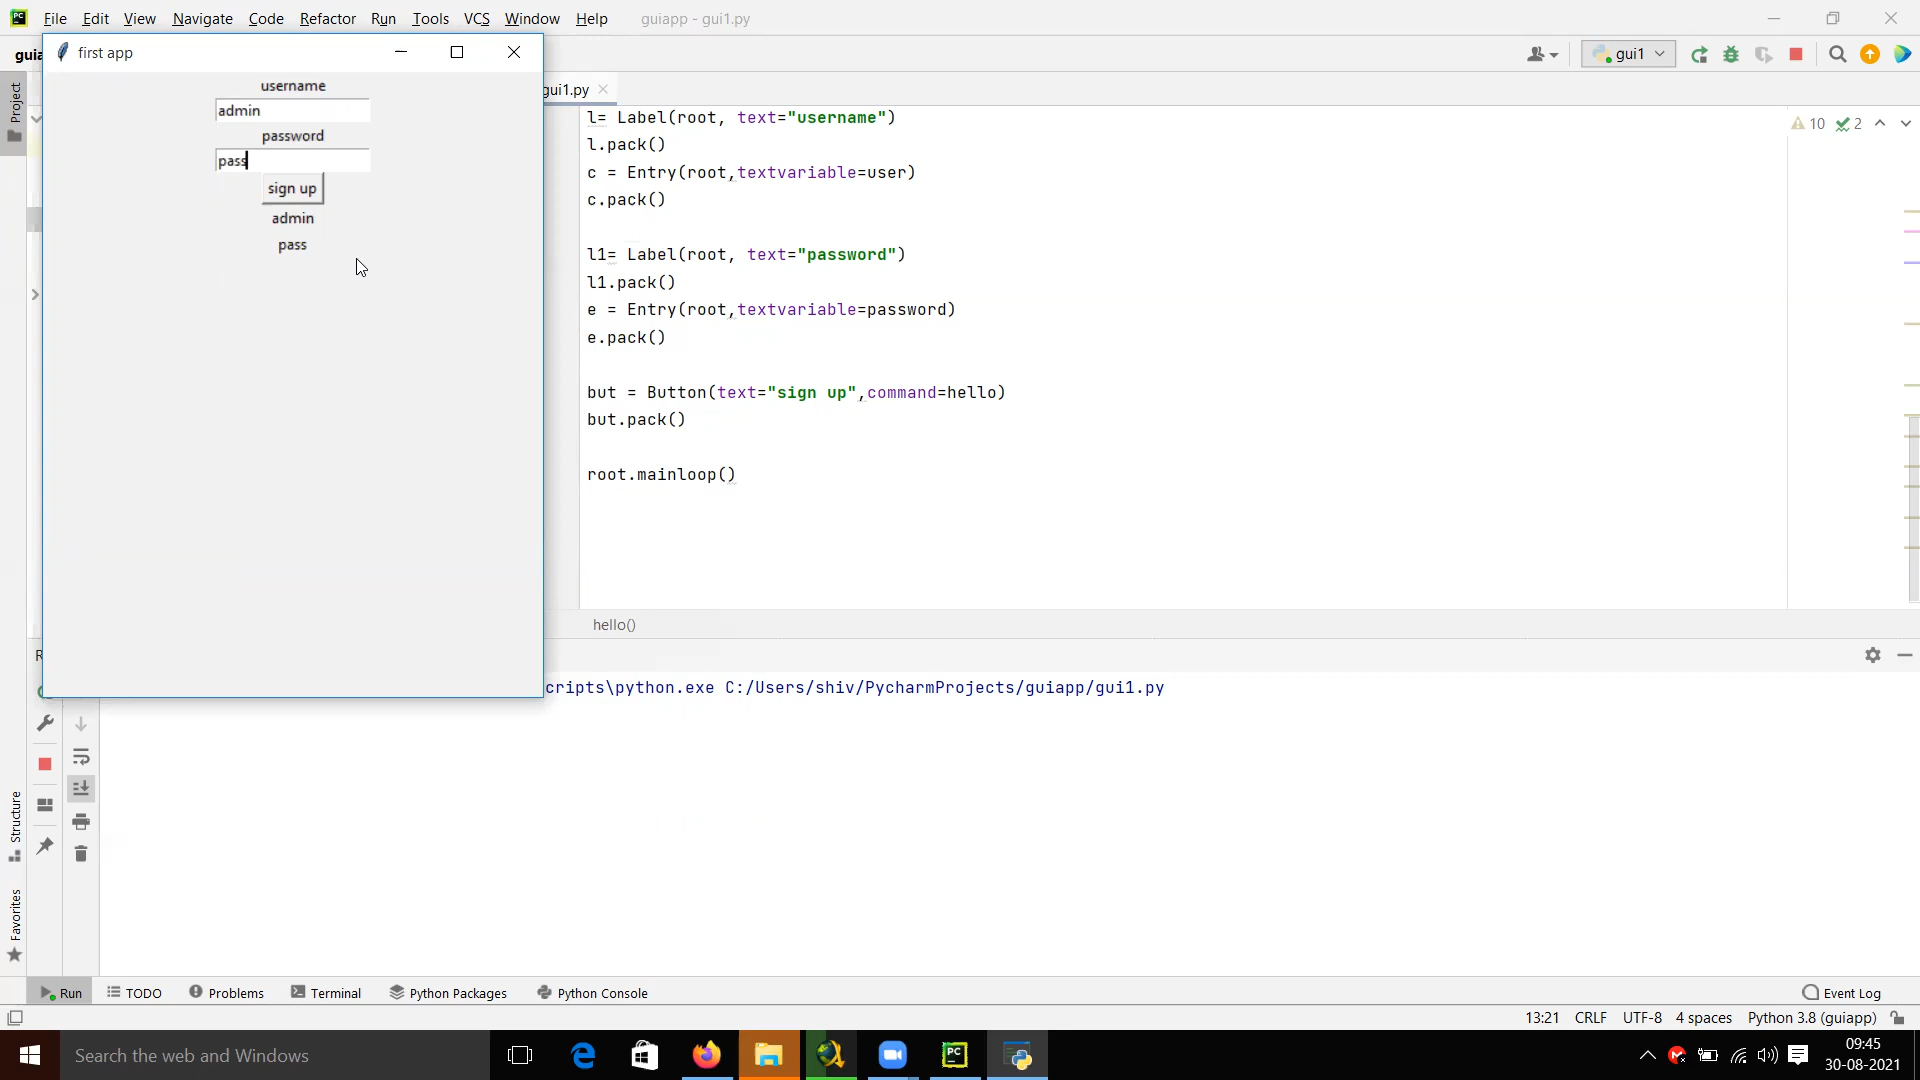 File Edit View Navigate Code Refactor Run Tools VCS Window Help guiapp - gui1.py
first app
gui1
Project
gui1.py
username
admin
password
pass
sign up
admin
pass
l= Label(root, text="username")
l.pack()
c = Entry(root,textvariable=user)
c.pack()
l1= Label(root, text="password")
l1.pack()
e = Entry(root,textvariable=password)
e.pack()
but = Button(text="sign up",command=hello)
but.pack()
root.mainloop()
10 2
hello()
cripts\python.exe C:/Users/shiv/PycharmProjects/guiapp/gui1.py
Structure
Favorites
Run TODO Problems Terminal Python Packages Python Console Event Log
13:21 CRLF UTF-8 4 spaces Python 3.8 (guiapp)
Search the web and Windows
09:45
30-08-2021